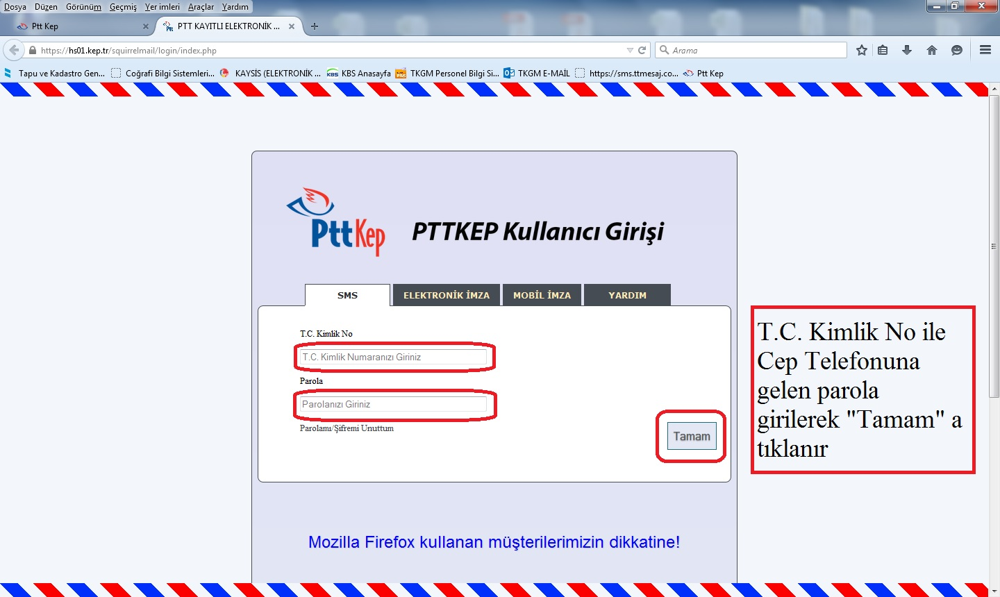 Dosya Düzen Görünüm Geçmiş Yer imleri Araçlar Yardım
Ptt Kep
PTT KAYITLI ELEKTRONİK ...
https://hs01.kep.tr/squirrelmail/login/index.php
Arama
Tapu ve Kadastro Gen... Coğrafi Bilgi Sistemleri... KAYSİS (ELEKTRONİK ... KBS KBS Anasayfa TKGM Personel Bilgi Si... TKGM E-MAİL https://sms.ttmesaj.co... Ptt Kep
PttKep
PTTKEP Kullanıcı Girişi
SMS ELEKTRONİK İMZA MOBİL İMZA YARDIM
T.C. Kimlik No
T.C. Kimlik Numaranızı Giriniz
Parola
Parolanızı Giriniz
Parolamı/Şifremi Unuttum
Tamam
T.C. Kimlik No ile
Cep Telefonuna
gelen parola
girilerek "Tamam" a
tıklanır
Mozilla Firefox kullanan müşterilerimizin dikkatine!